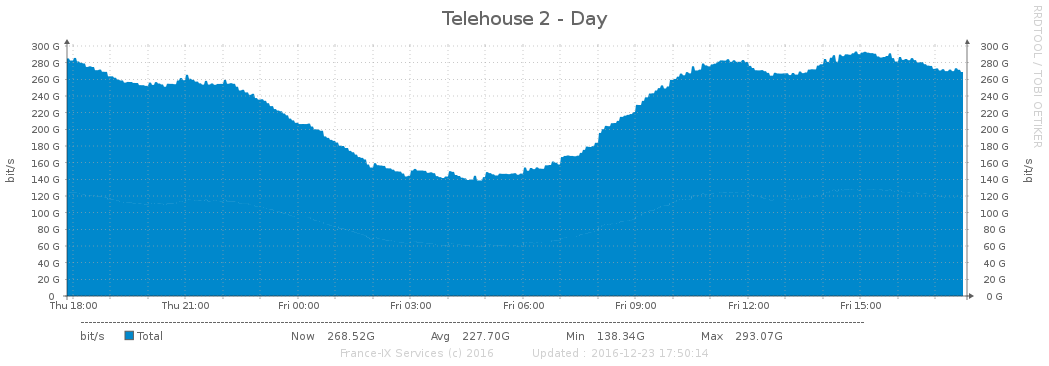 Telehouse 2 - Day
RRDTOOL / TOBI OETIKER
bit/s
bit/s
300 G 300 G
280 G 280 G
260 G 260 G
240 G 240 G
220 G 220 G
200 G 200 G
180 G 180 G
160 G 160 G
140 G 140 G
120 G 120 G
100 G 100 G
80 G 80 G
60 G 60 G
40 G 40 G
20 G 20 G
0 0 G
Thu 18:00 Thu 21:00 Fri 00:00 Fri 03:00 Fri 06:00 Fri 09:00 Fri 12:00 Fri 15:00
bit/s Total Now 268.52G Avg 227.70G Min 138.34G Max 293.07G
France-IX Services (c) 2016 Updated : 2016-12-23 17:50:14